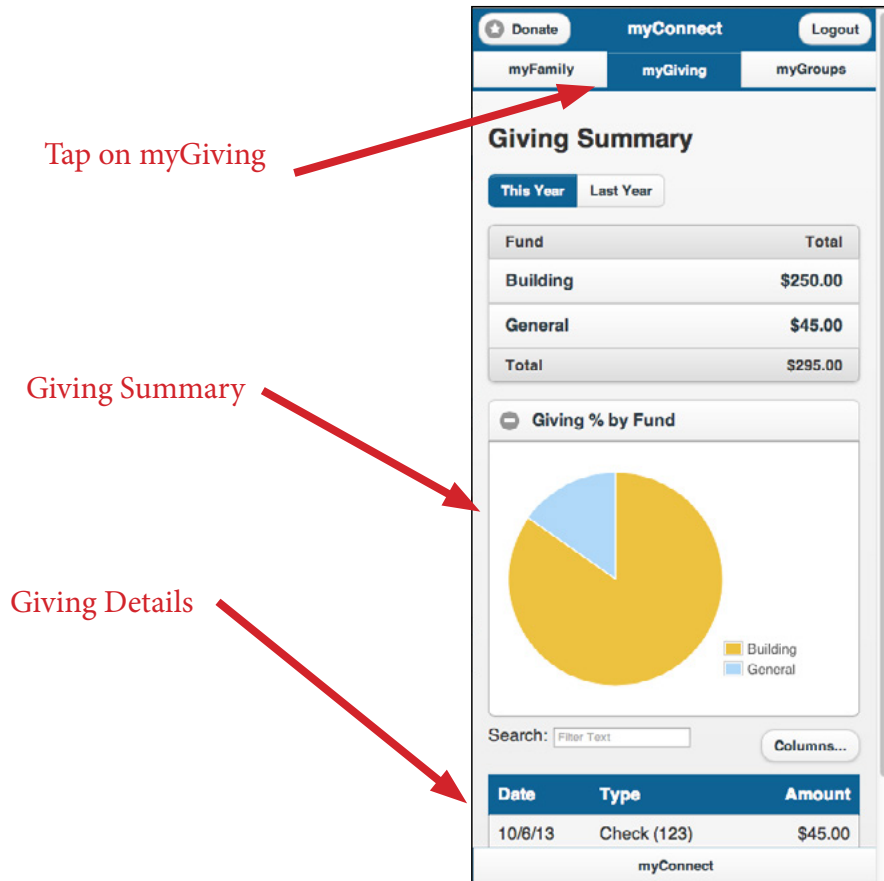 Donate myConnect Logout
myFamily myGiving myGroups
Tap on myGiving
Giving Summary
This Year Last Year
Fund Total
Building $250.00
General $45.00
Total $295.00
Giving Summary
Giving % by Fund
Building
General
Giving Details
Search: Filter Text Columns...
Date Type Amount
10/6/13 Check (123) $45.00
myConnect